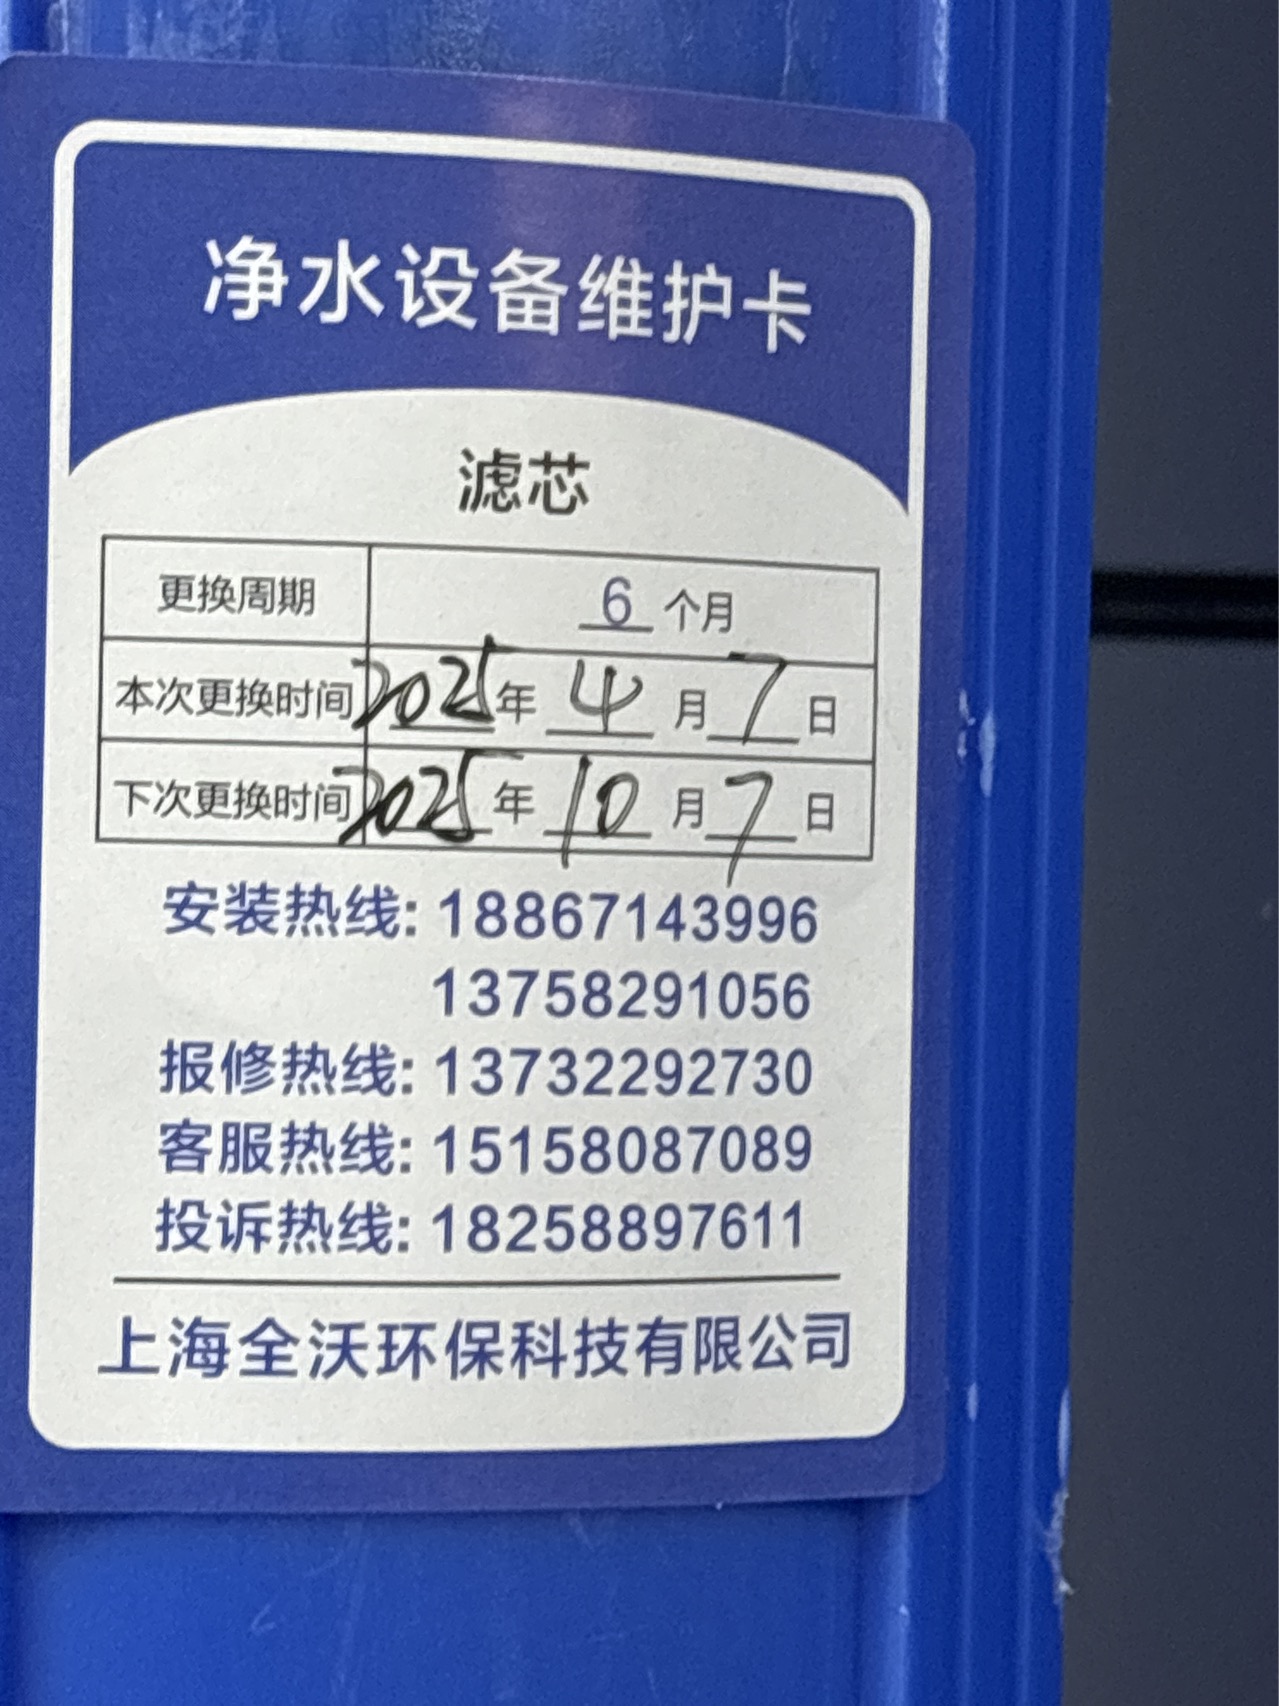 净水设备维护卡
滤芯
更换周期 6 个月
本次更换时间 2025 年 4 月 7 日
下次更换时间 2025 年 10 月 7 日
安装热线: 18867143996
13758291056
报修热线: 13732292730
客服热线: 15158087089
投诉热线: 18258897611
上海全沃环保科技有限公司